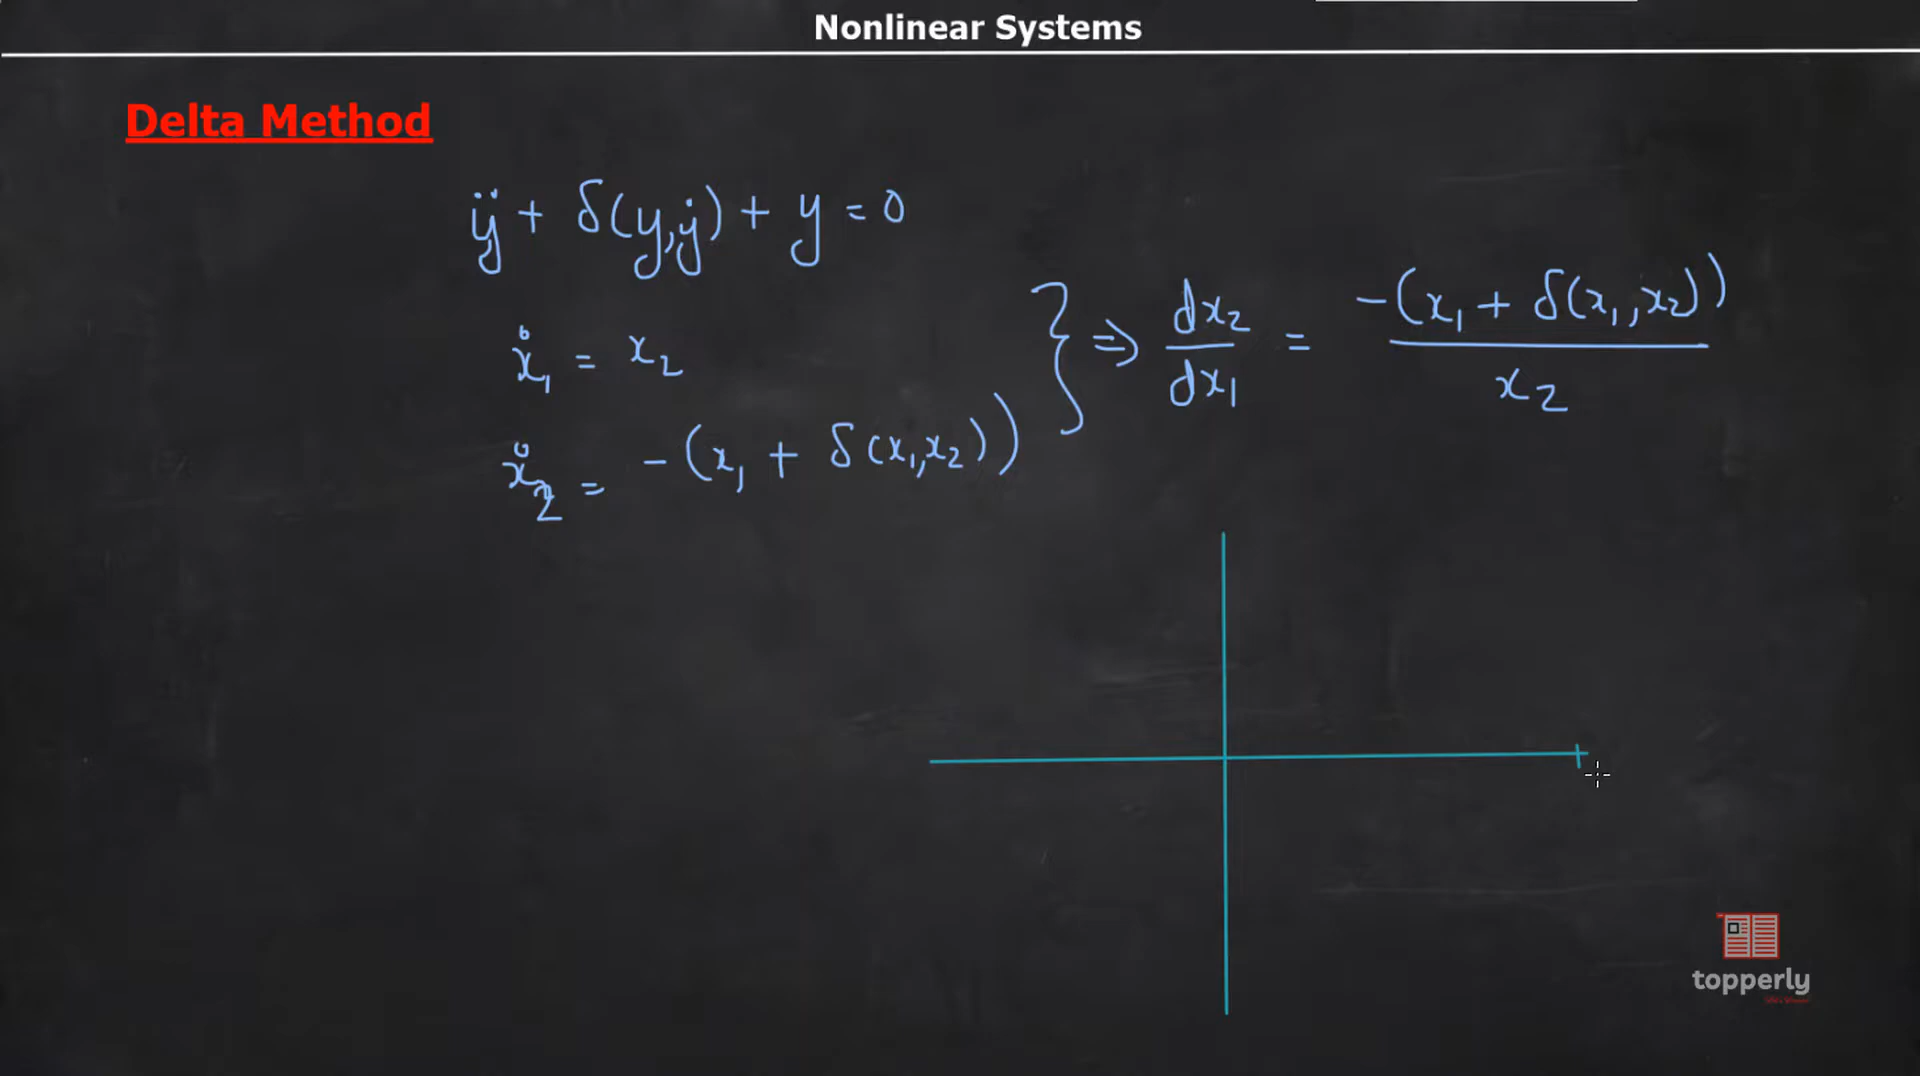 Nonlinear Systems
Delta Method
ÿ + δ(y,ẏ) + y = 0
ẋ₁ = x₂
ẋ₂ = -(x₁ + δ(x₁,x₂))
} ⇒ dx₂/dx₁ = -(x₁ + δ(x₁,x₂))/x₂
topperly